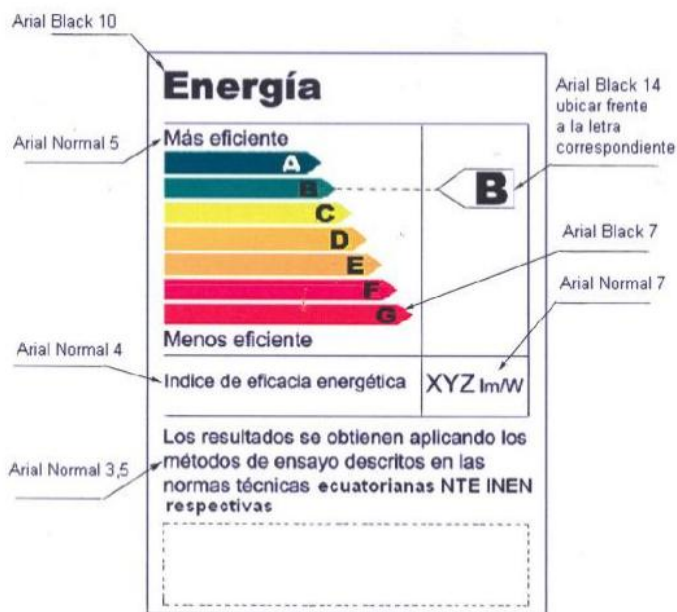 Arial Black 10
Energía
Arial Black 14
ubicar frente
a la letra
correspondiente
Arial Normal 5
Más eficiente
A
B
B
C
D
E
F
G
Arial Black 7
Arial Normal 7
Menos eficiente
Arial Normal 4
Indice de eficacia energética
XYZ lm/W
Arial Normal 3,5
Los resultados se obtienen aplicando los
métodos de ensayo descritos en las
normas técnicas ecuatorianas NTE INEN
respectivas